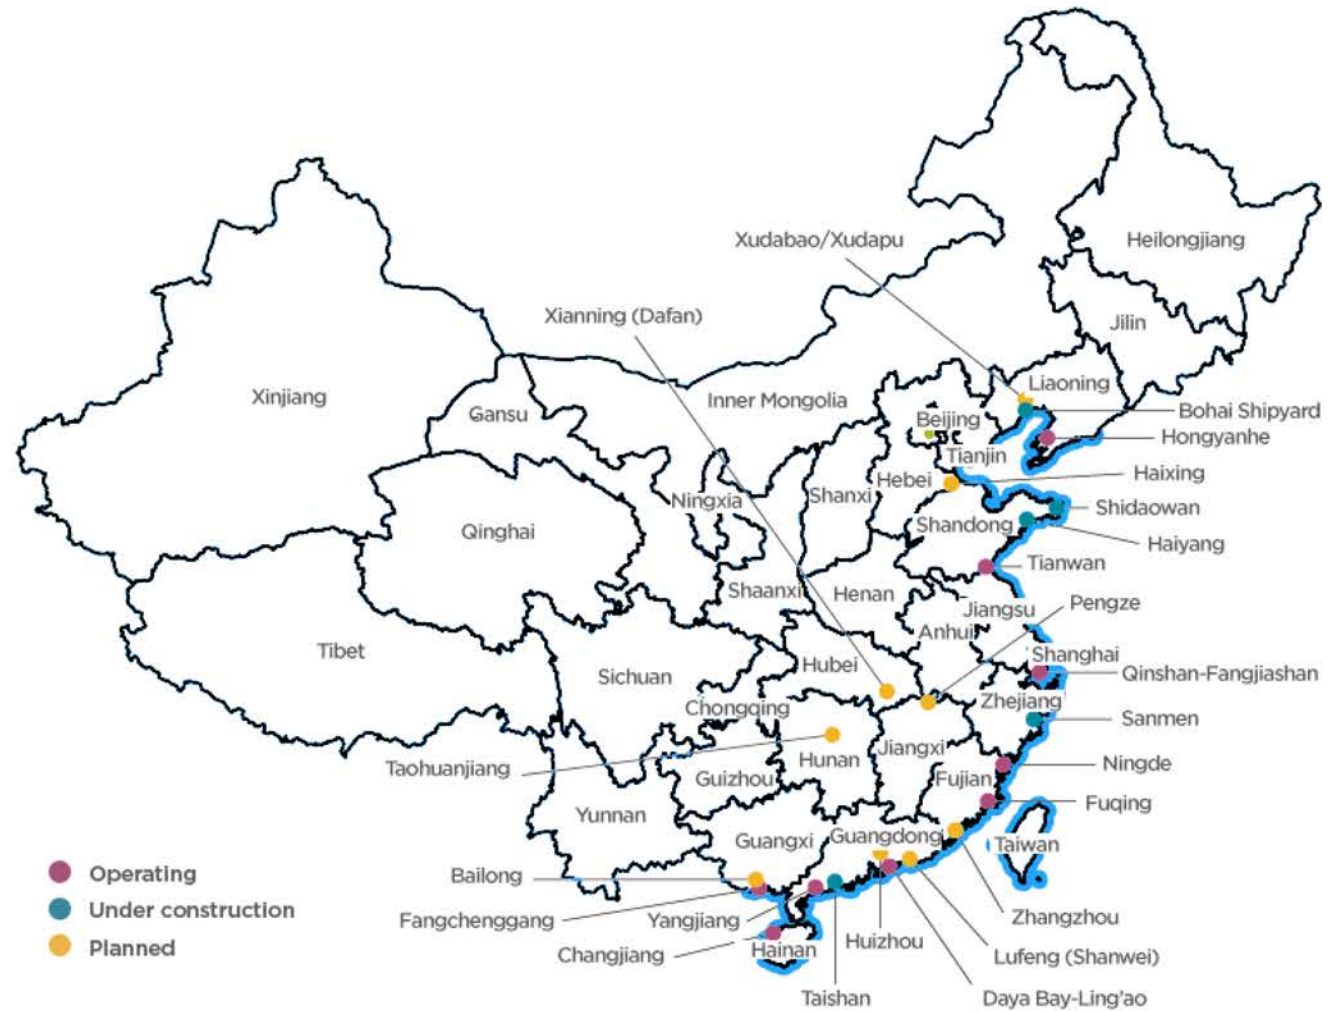 Xudabao/Xudapu
Heilongjiang
Xianning (Dafan)
Jilin
Liaoning
Xinjiang
Inner Mongolia
Gansu
Beijing
Bohai Shipyard
Hongyanhe
Tianjin
Haixing
Hebei
Shanxi
Ningxia
Shidaowan
Qinghai
Shandong
Haiyang
Tianwan
Shaanxi
Henan
Jiangsu
Pengze
Anhui
Tibet
Shanghai
Hubei
Qinshan-Fangjiashan
Sichuan
Zhejiang
Chongqing
Sanmen
Jiangxi
Hunan
Ningde
Taohuanjiang
Guizhou
Fujian
Fuqing
Yunnan
Guangxi
Guangdong
Taiwan
Operating
Bailong
Under construction
Fangchenggang
Yangjiang
Zhangzhou
Planned
Changjiang
Hainan
Huizhou
Lufeng (Shanwei)
Taishan
Daya Bay-Ling'ao